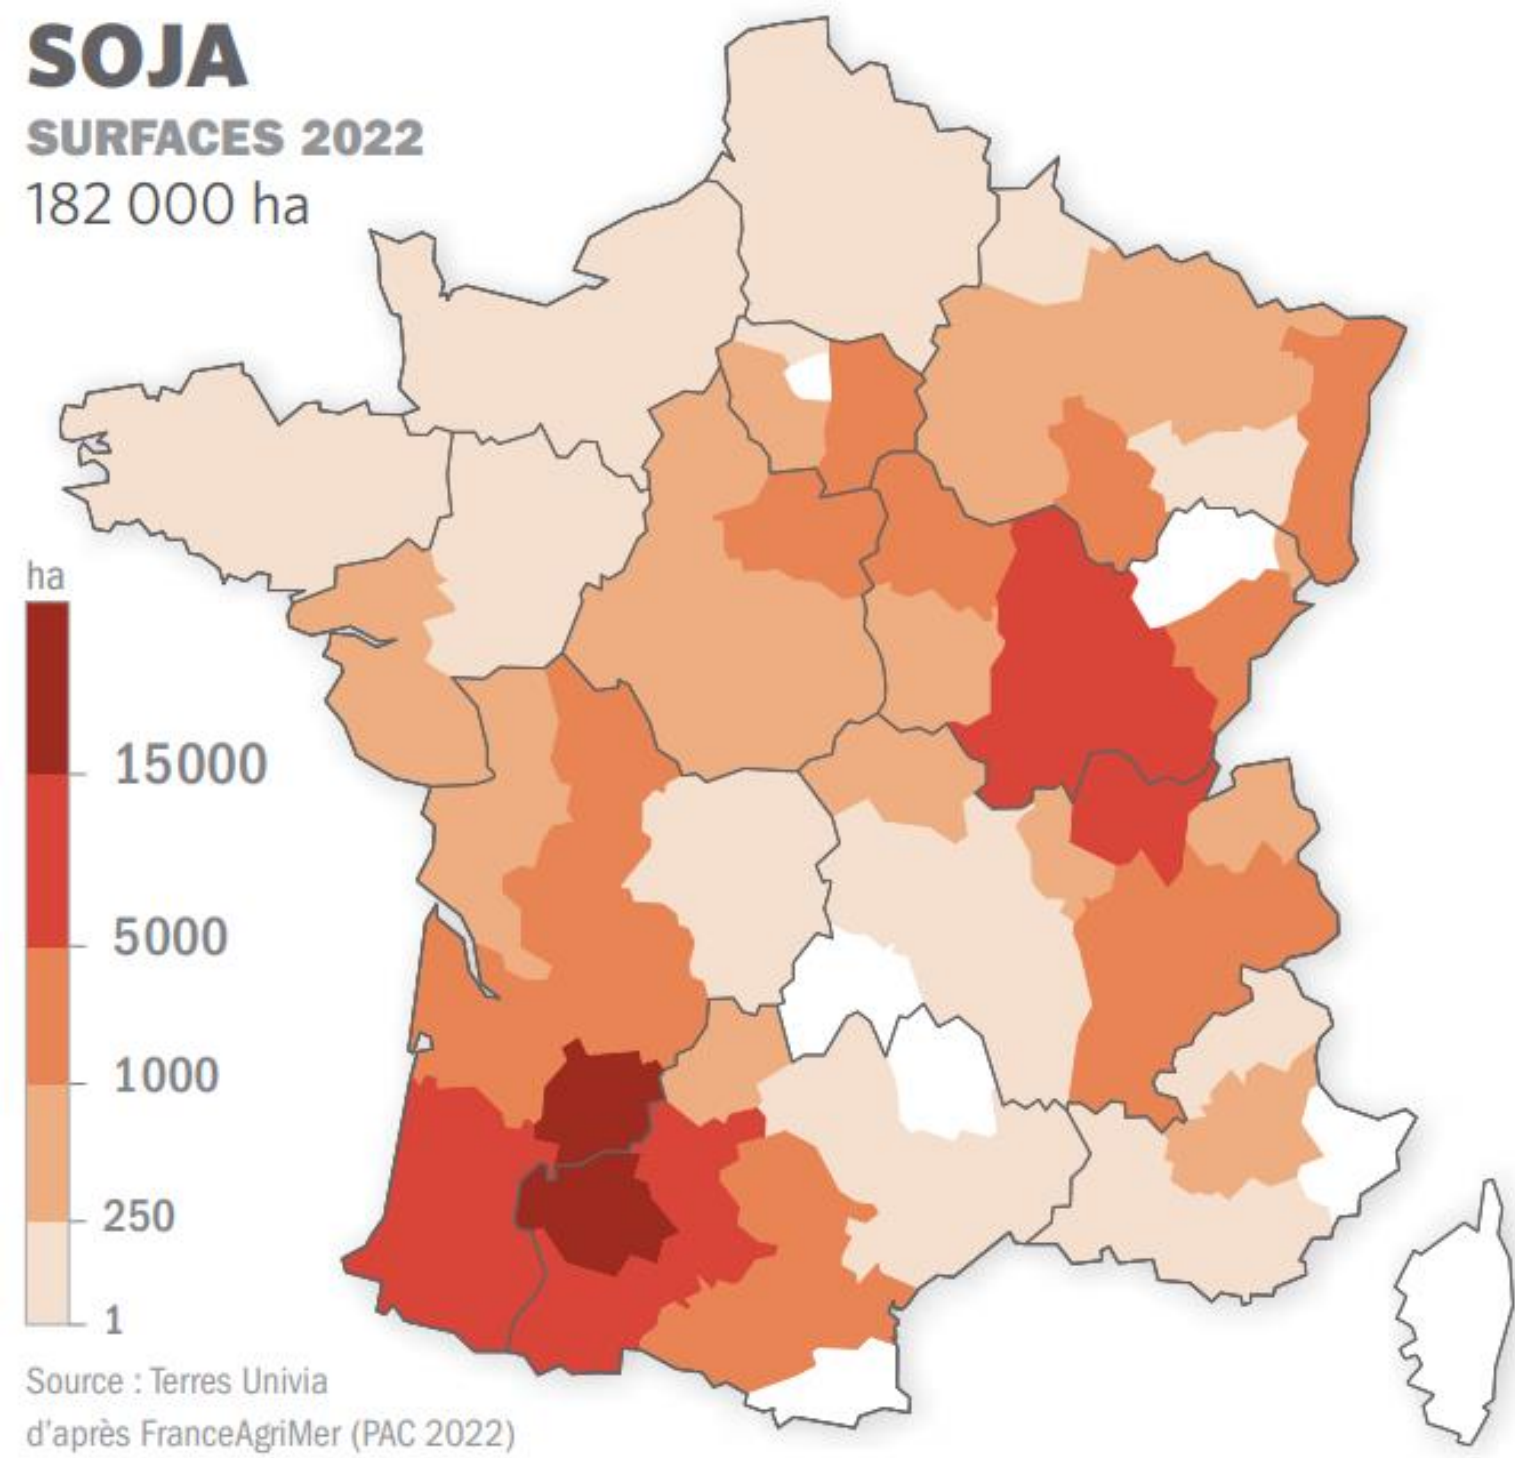 SOJA
SURFACES 2022
182 000 ha
ha
15000
5000
1000
250
1
Source : Terres Univia
d'après FranceAgriMer (PAC 2022)